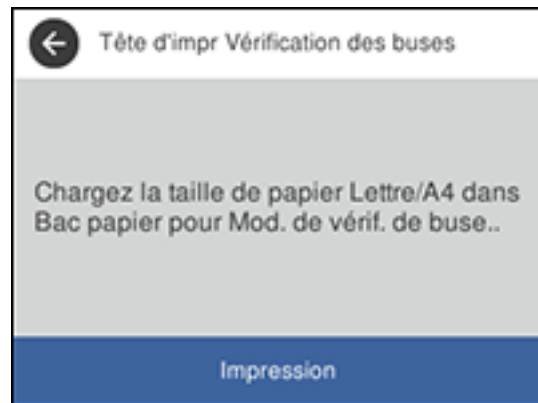 Tête d'impr Vérification des buses
Chargez la taille de papier Lettre/A4 dans
Bac papier pour Mod. de vérif. de buse..
Impression